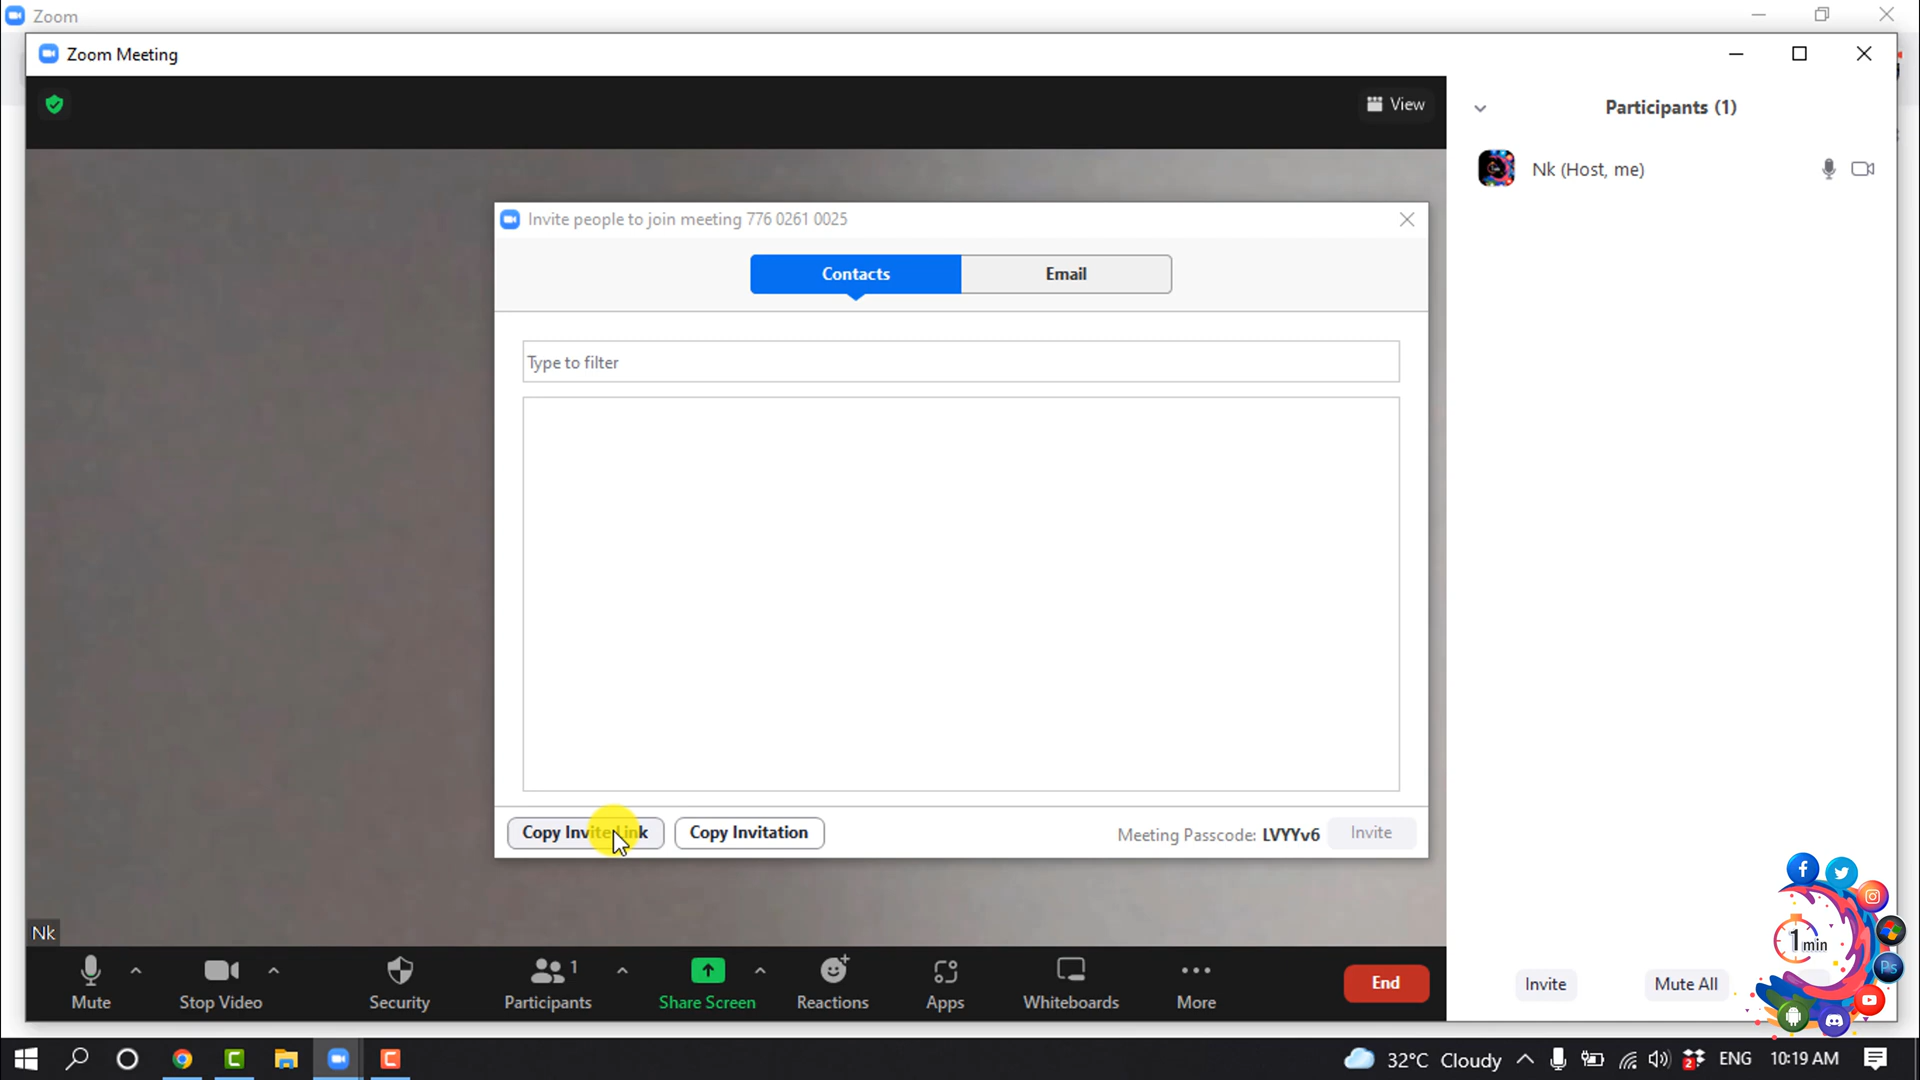 Zoom
Zoom Meeting
View
Participants (1)
Nk (Host, me)
Invite people to join meeting 776 0261 0025
Contacts
Email
Type to filter
Copy Invite Link
Copy Invitation
Meeting Passcode: LVYYv6
Invite
Nk
Mute
Stop Video
Security
1
Participants
Share Screen
Reactions
Apps
Whiteboards
More
End
Invite
Mute All
1 min
Ps
32°C Cloudy
2
ENG
10:19 AM